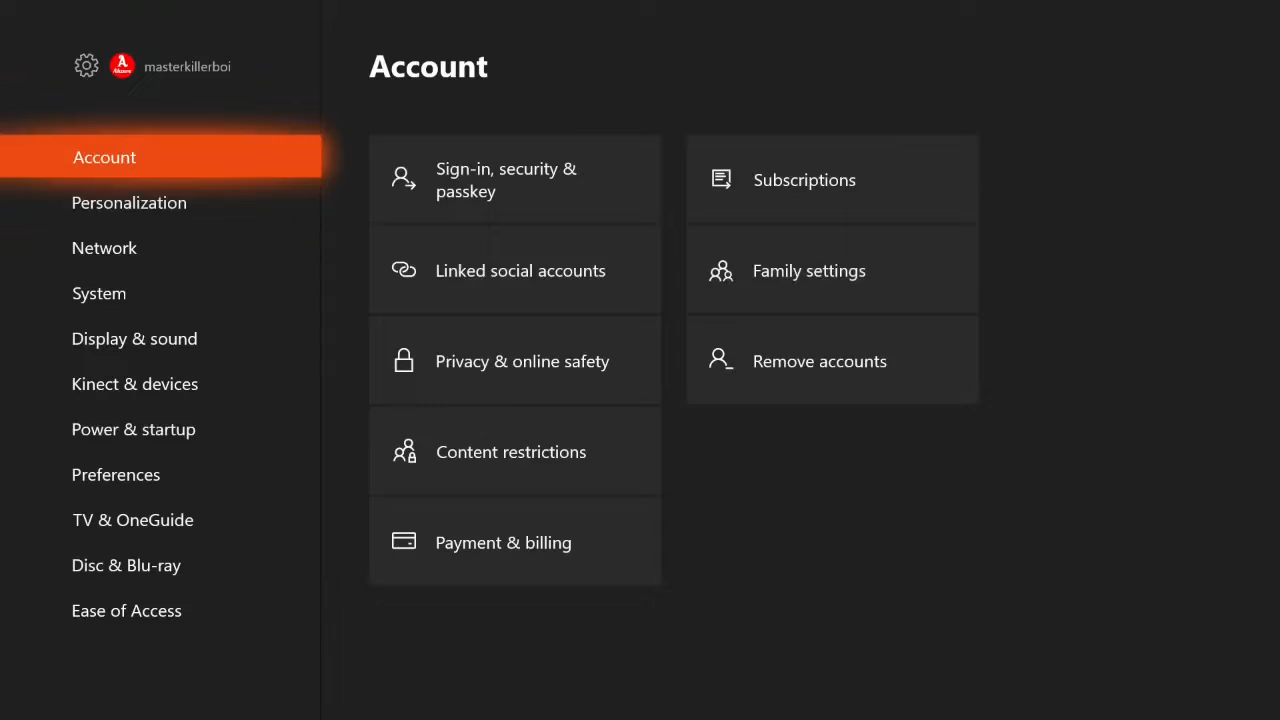 masterkillerboi
Account
Account
Personalization
Network
System
Display & sound
Kinect & devices
Power & startup
Preferences
TV & OneGuide
Disc & Blu-ray
Ease of Access
Sign-in, security &
passkey
Linked social accounts
Privacy & online safety
Content restrictions
Payment & billing
Subscriptions
Family settings
Remove accounts